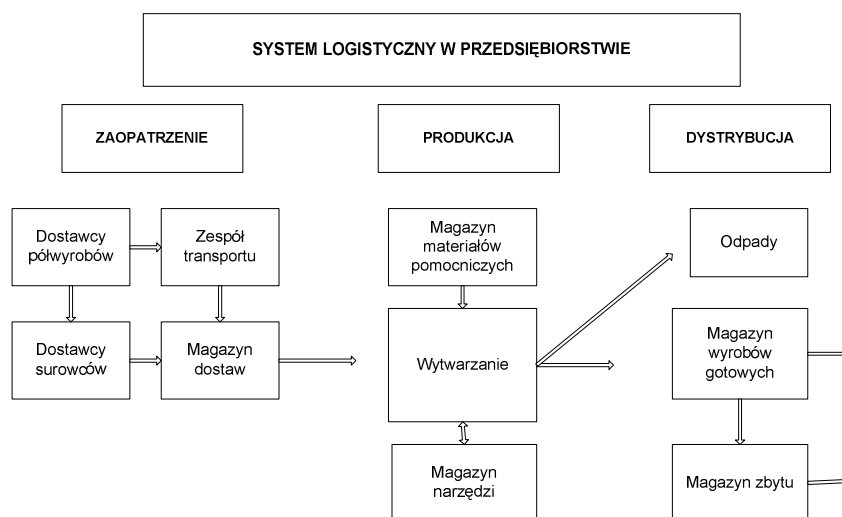 SYSTEM LOGISTYCZNY W PRZEDSIĘBIORSTWIE
ZAOPATRZENIE
PRODUKCJA
DYSTRYBUCJA
Dostawcy
półwyrobów
Zespół
transportu
Magazyn
materiałów
pomocniczych
Odpady
Dostawcy
surowców
Magazyn
dostaw
Wytwarzanie
Magazyn
wyrobów
gotowych
Magazyn
narzędzi
Magazyn zbytu